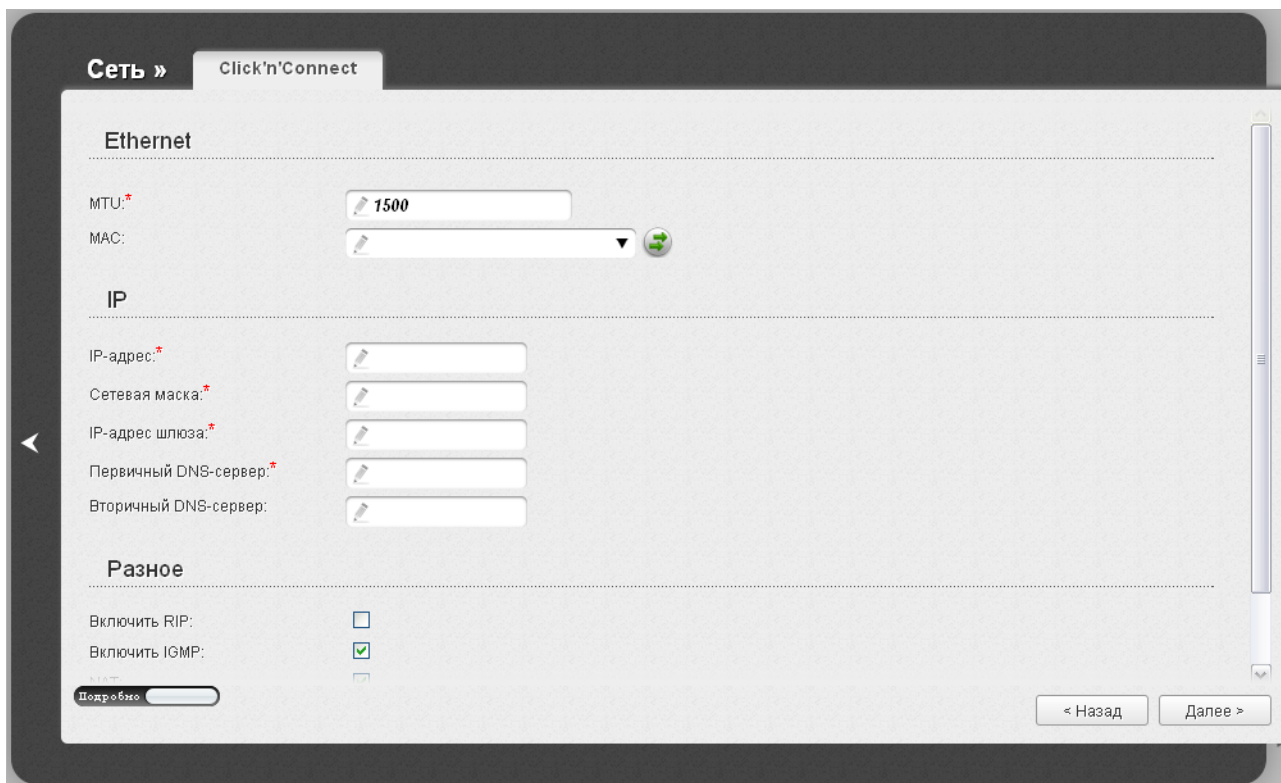 Сеть »
Click'n'Connect
Ethernet
MTU:*
1500
MAC:
IP
IP-адрес:*
Сетевая маска:*
IP-адрес шлюза:*
Первичный DNS-сервер:*
Вторичный DNS-сервер:
Разное
Включить RIP:
Включить IGMP:
NAT:
Подробно
< Назад
Далее >